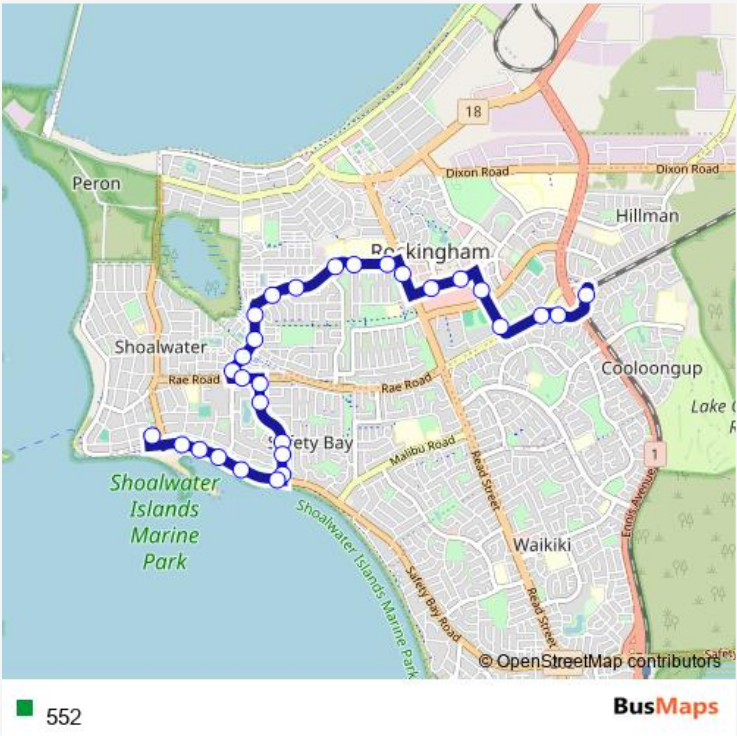 18
Dixon Road
Dixon Road
Peron
Hillman
Rockingham
Shoalwater
Rae Road
Rae Road
Cooloongup
Lake
Safety Bay
Malibu Road
1
Shoalwater
Islands
Marine
Park
Shoalwater Islands Marine Park
Read Street
Ennis Avenue
Waikiki
Safety Bay Road
Read Street
Safety
© OpenStreetMap contributors
552
BusMaps